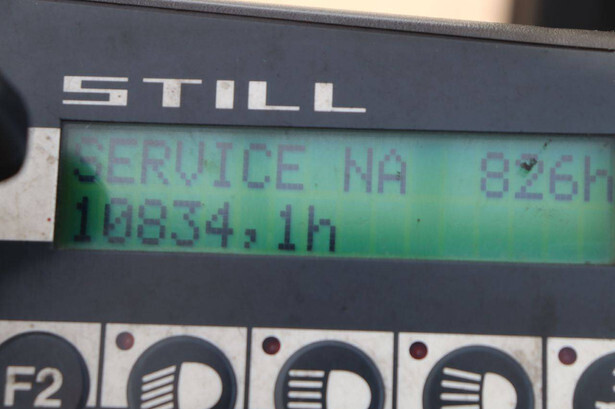 STILL
SERVICE NA 826h
10834,1h
F2